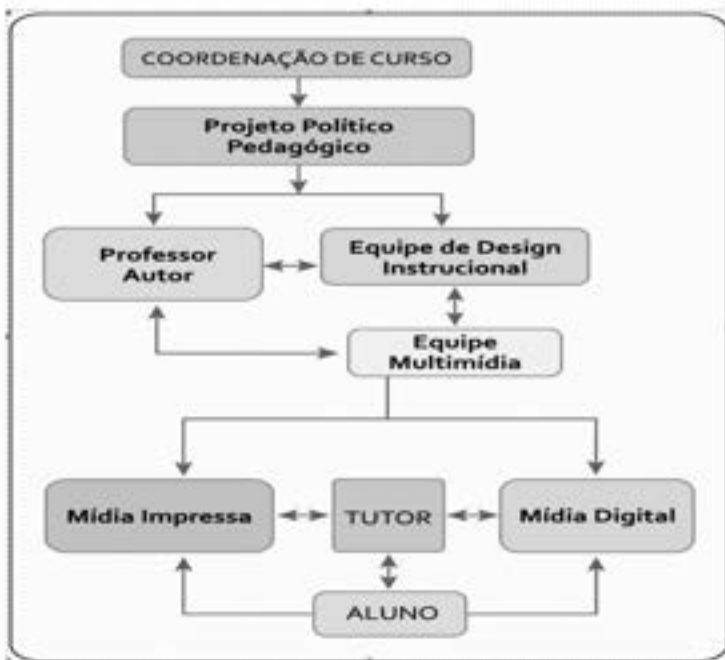 COORDENAÇÃO DE CURSO
Projeto Político
Pedagógico
Professor
Autor
Equipe de Design
Instrucional
Equipe
Multimídia
Mídia Impressa
TUTOR
Mídia Digital
ALUNO